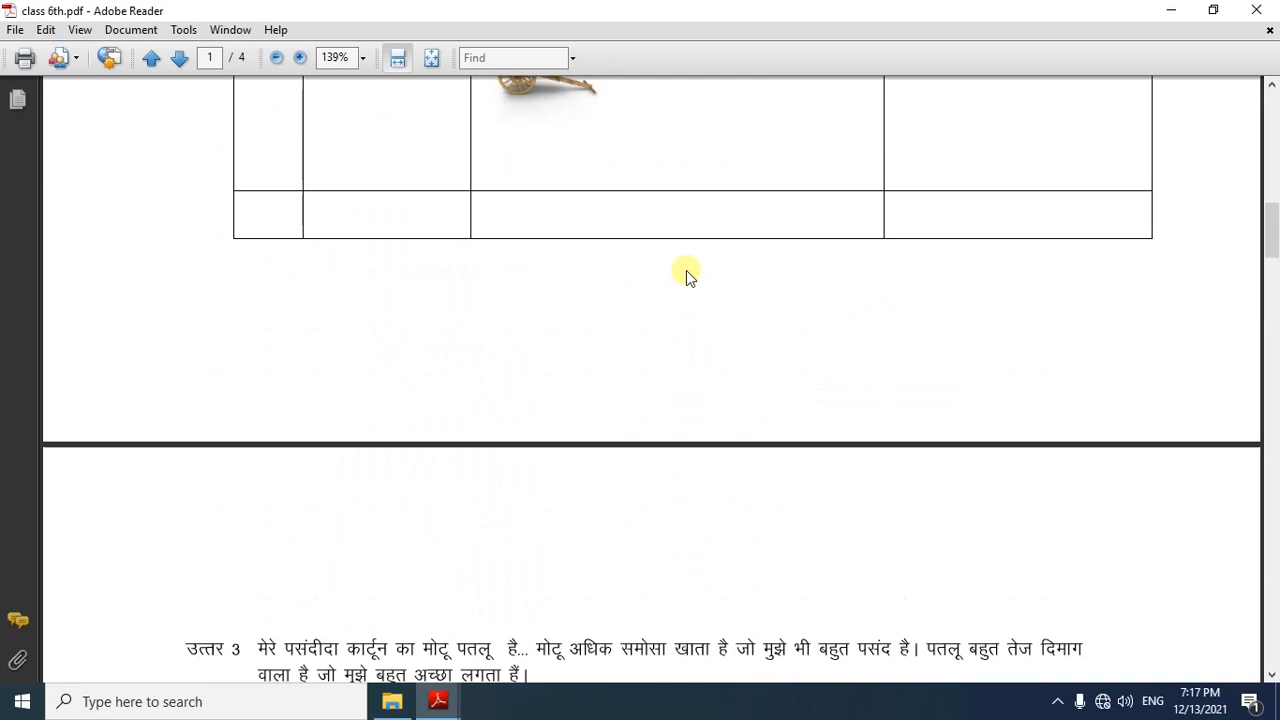 class 6th.pdf - Adobe Reader
File Edit View Document Tools Window Help
1 / 4 139% Find
उत्तर 3 मेरे पसंदीदा कार्टून का मोटू पतलू है... मोटू अधिक समोसा खाता है जो मुझे भी बहुत पसंद है। पतलू बहुत तेज दिमाग
वाला है जो मुझे बहुत अच्छा लगता हैं।
Type here to search
ENG
7:17 PM
12/13/2021
1